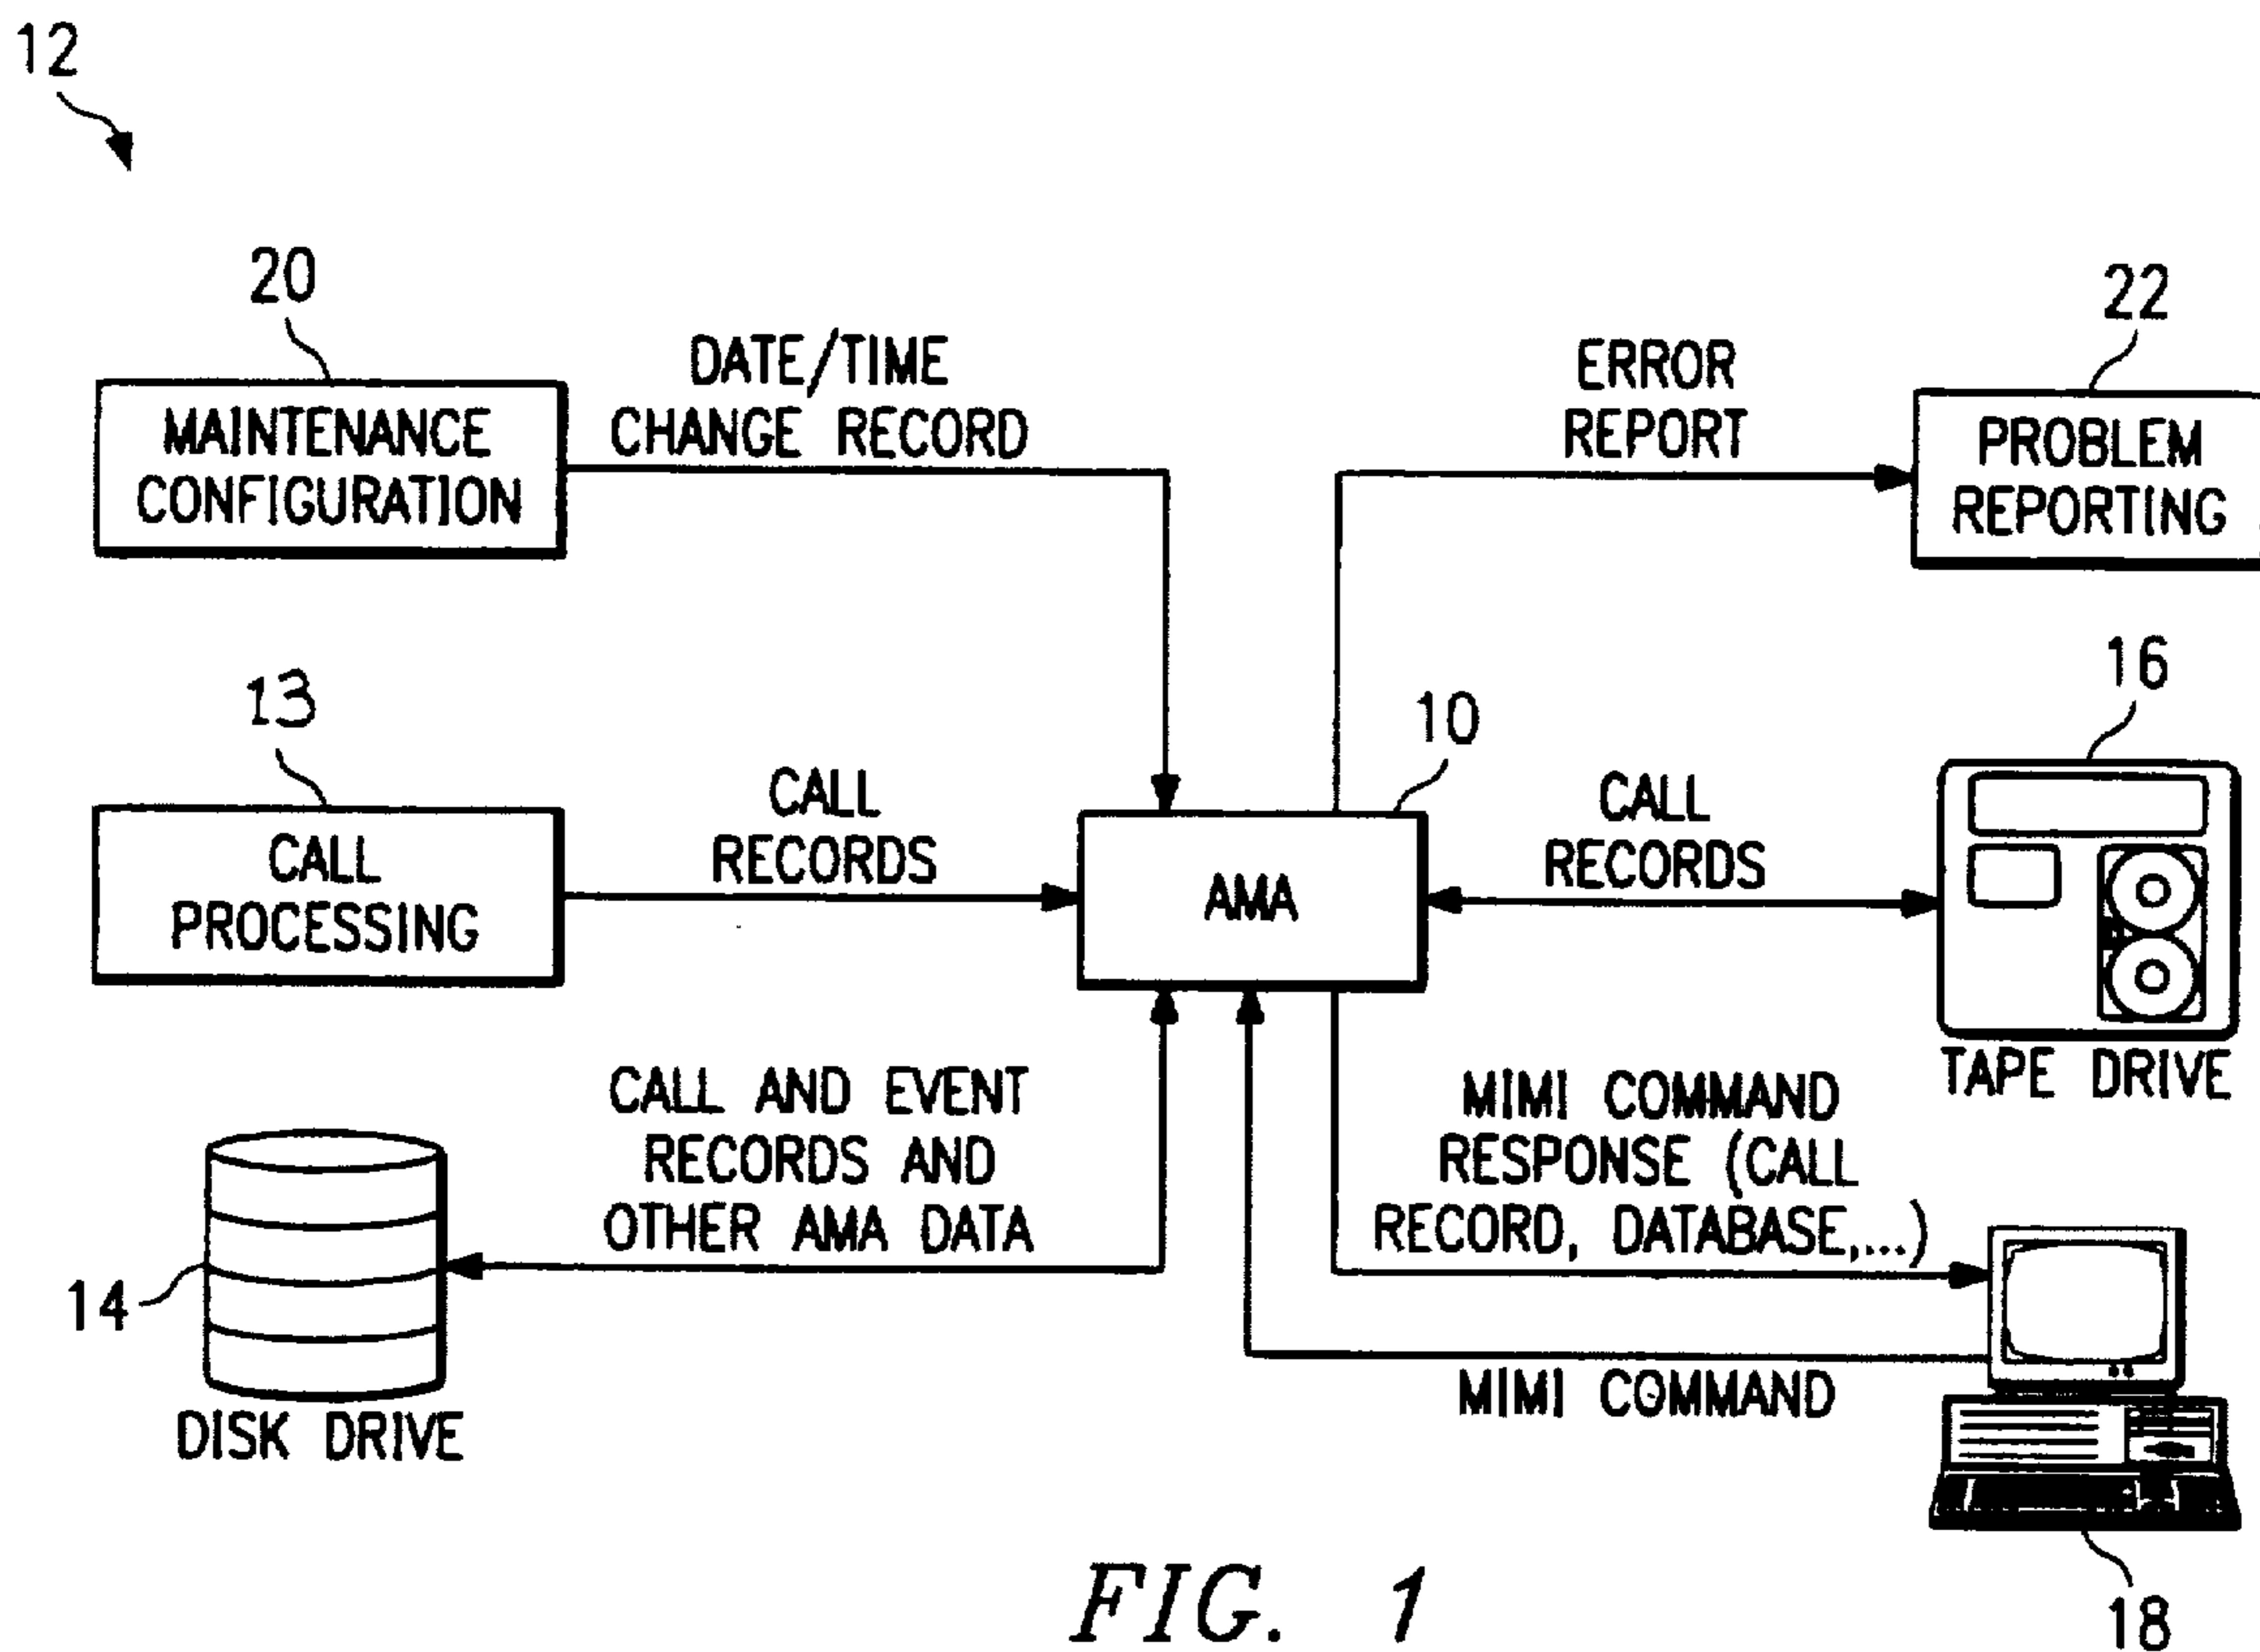 12
20
DATE/TIME
CHANGE RECORD
MAINTENANCE
CONFIGURATION
22
ERROR
REPORT
PROBLEM
REPORTING
13
CALL
RECORDS
CALL
PROCESSING
10
AMA
16
CALL
RECORDS
TAPE DRIVE
CALL AND EVENT
RECORDS AND
OTHER AMA DATA
14
DISK DRIVE
MIMI COMMAND
RESPONSE (CALL
RECORD, DATABASE,...)
MIMI COMMAND
18
FIG. 1